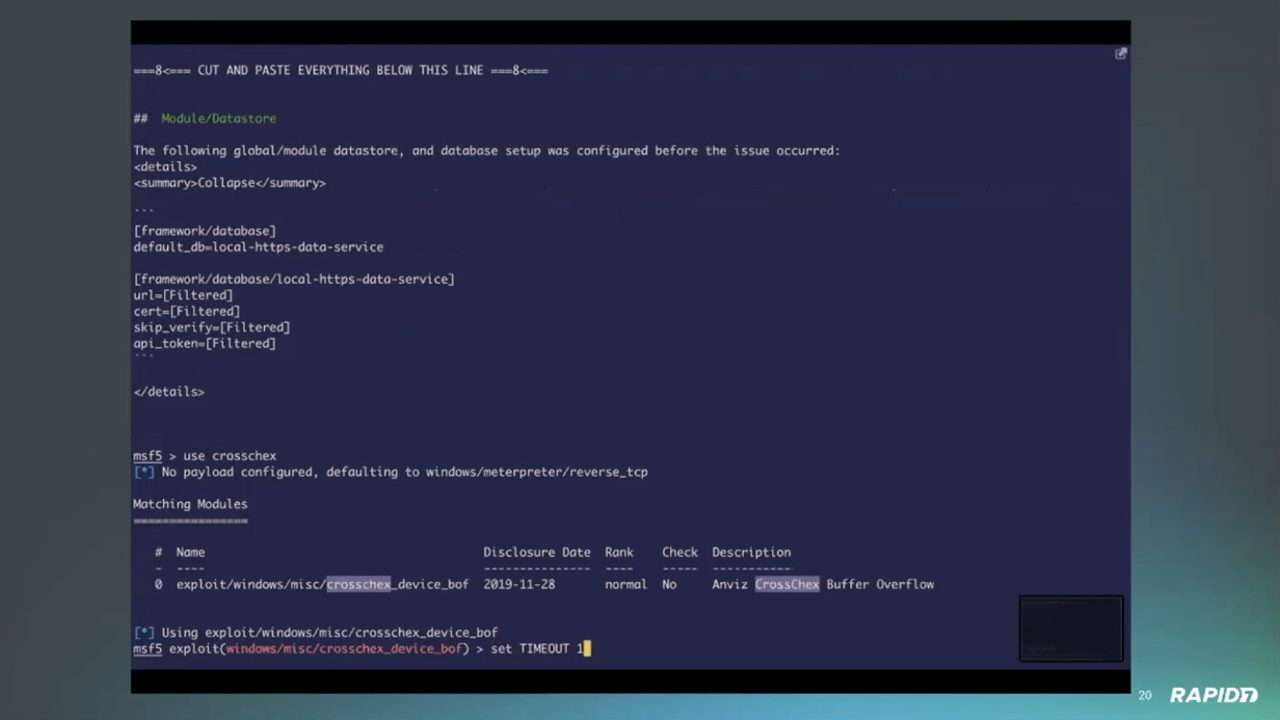 ===8<=== CUT AND PASTE EVERYTHING BELOW THIS LINE ===8<===
## Module/Datastore
The following global/module datastore, and database setup was configured before the issue occurred:
<details>
<summary>Collapse</summary>
```
[framework/database]
default_db=local-https-data-service
[framework/database/local-https-data-service]
url=[Filtered]
cert=[Filtered]
skip_verify=[Filtered]
api_token=[Filtered]
```
</details>
msf5 > use crosschex
[*] No payload configured, defaulting to windows/meterpreter/reverse_tcp
Matching Modules
================
# Name Disclosure Date Rank Check Description
- ---- --------------- ---- ----- -----------
0 exploit/windows/misc/crosschex_device_bof 2019-11-28 normal No Anviz CrossChex Buffer Overflow
[*] Using exploit/windows/misc/crosschex_device_bof
msf5 exploit(windows/misc/crosschex_device_bof) > set TIMEOUT 1
20 RAPID7